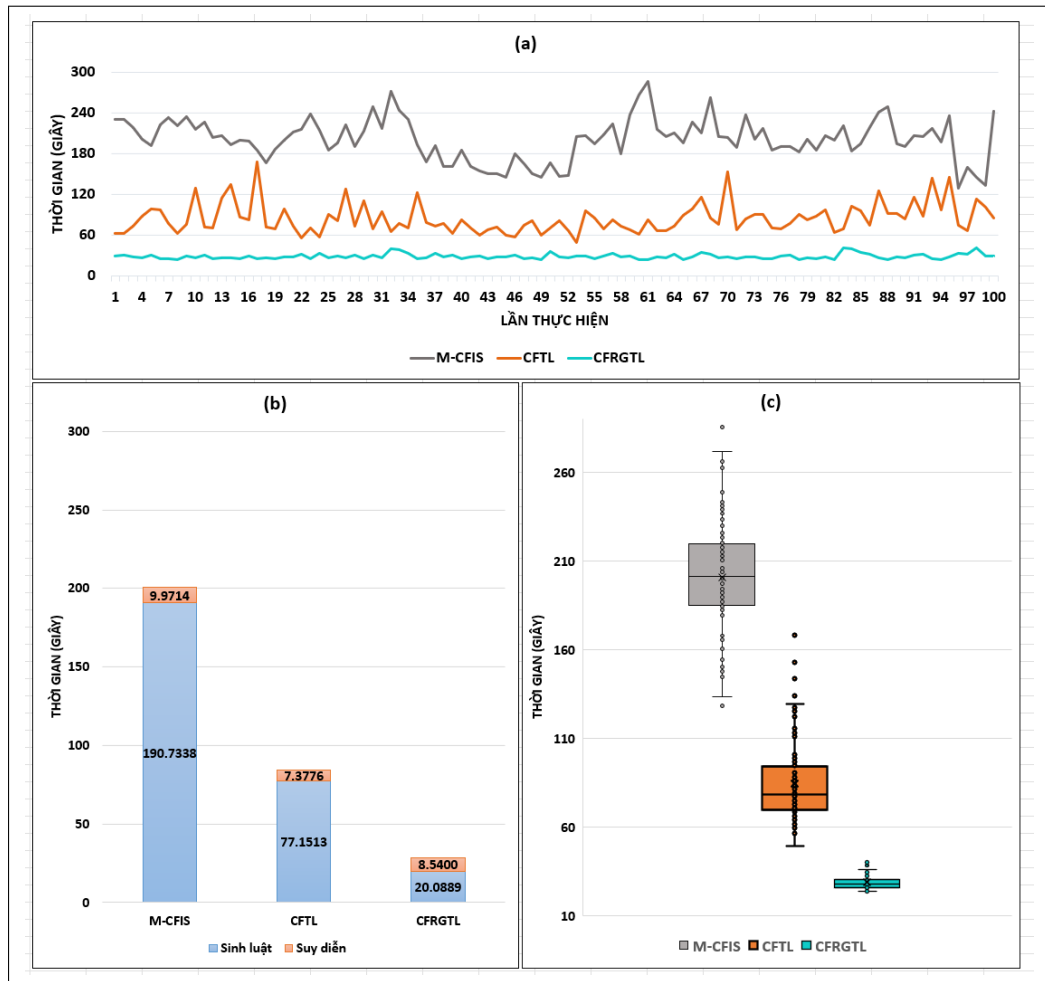 (a)
THỜI GIAN (GIÂY)
300
240
180
120
60
0
1 4 7 10 13 16 19 22 25 28 31 34 37 40 43 46 49 52 55 58 61 64 67 70 73 76 79 82 85 88 91 94 97 100
LẦN THỰC HIỆN
M-CFIS CFTL CFRGTL
(b)
THỜI GIAN (GIÂY)
300
250
200
150
100
50
0
9.9714
190.7338
7.3776
77.1513
8.5400
20.0889
M-CFIS CFTL CFRGTL
Sinh luật Suy diễn
(c)
THỜI GIAN (GIÂY)
260
210
160
110
60
10
M-CFIS CFTL CFRGTL